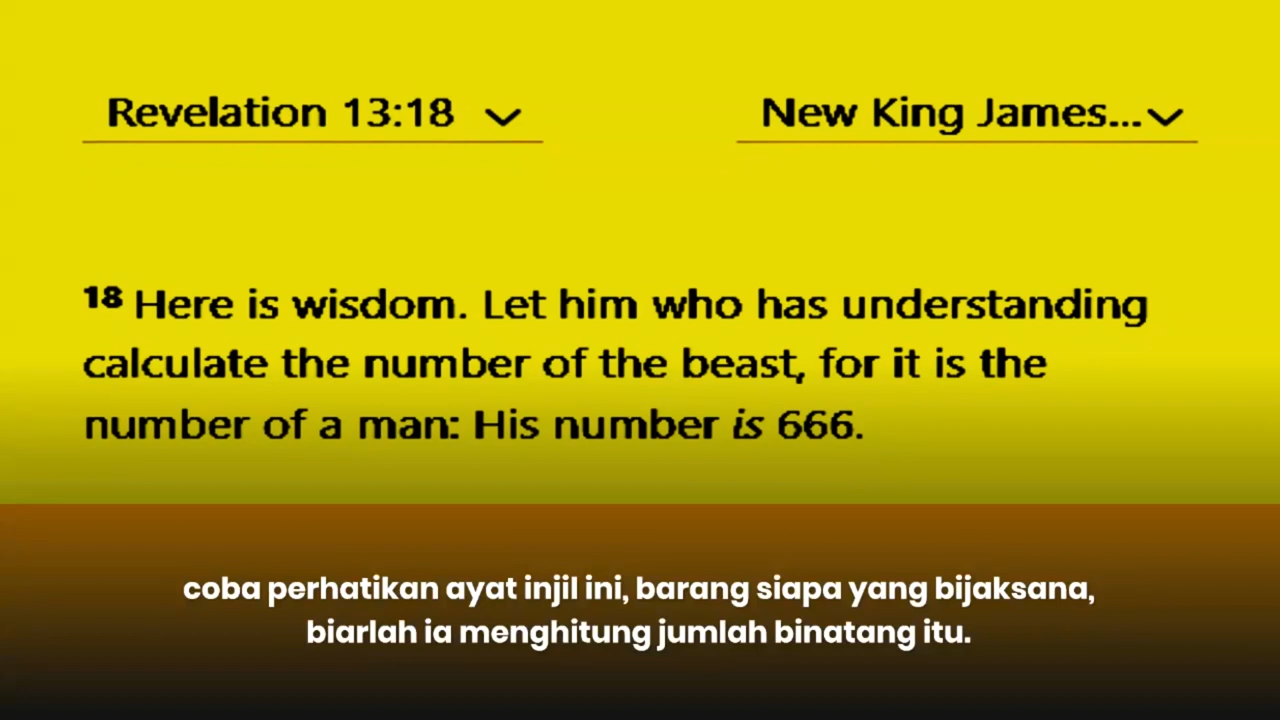 Revelation 13:18
New King James...
18 Here is wisdom. Let him who has understanding
calculate the number of the beast, for it is the
number of a man: His number is 666.
coba perhatikan ayat injil ini, barang siapa yang bijaksana,
biarlah ia menghitung jumlah binatang itu.